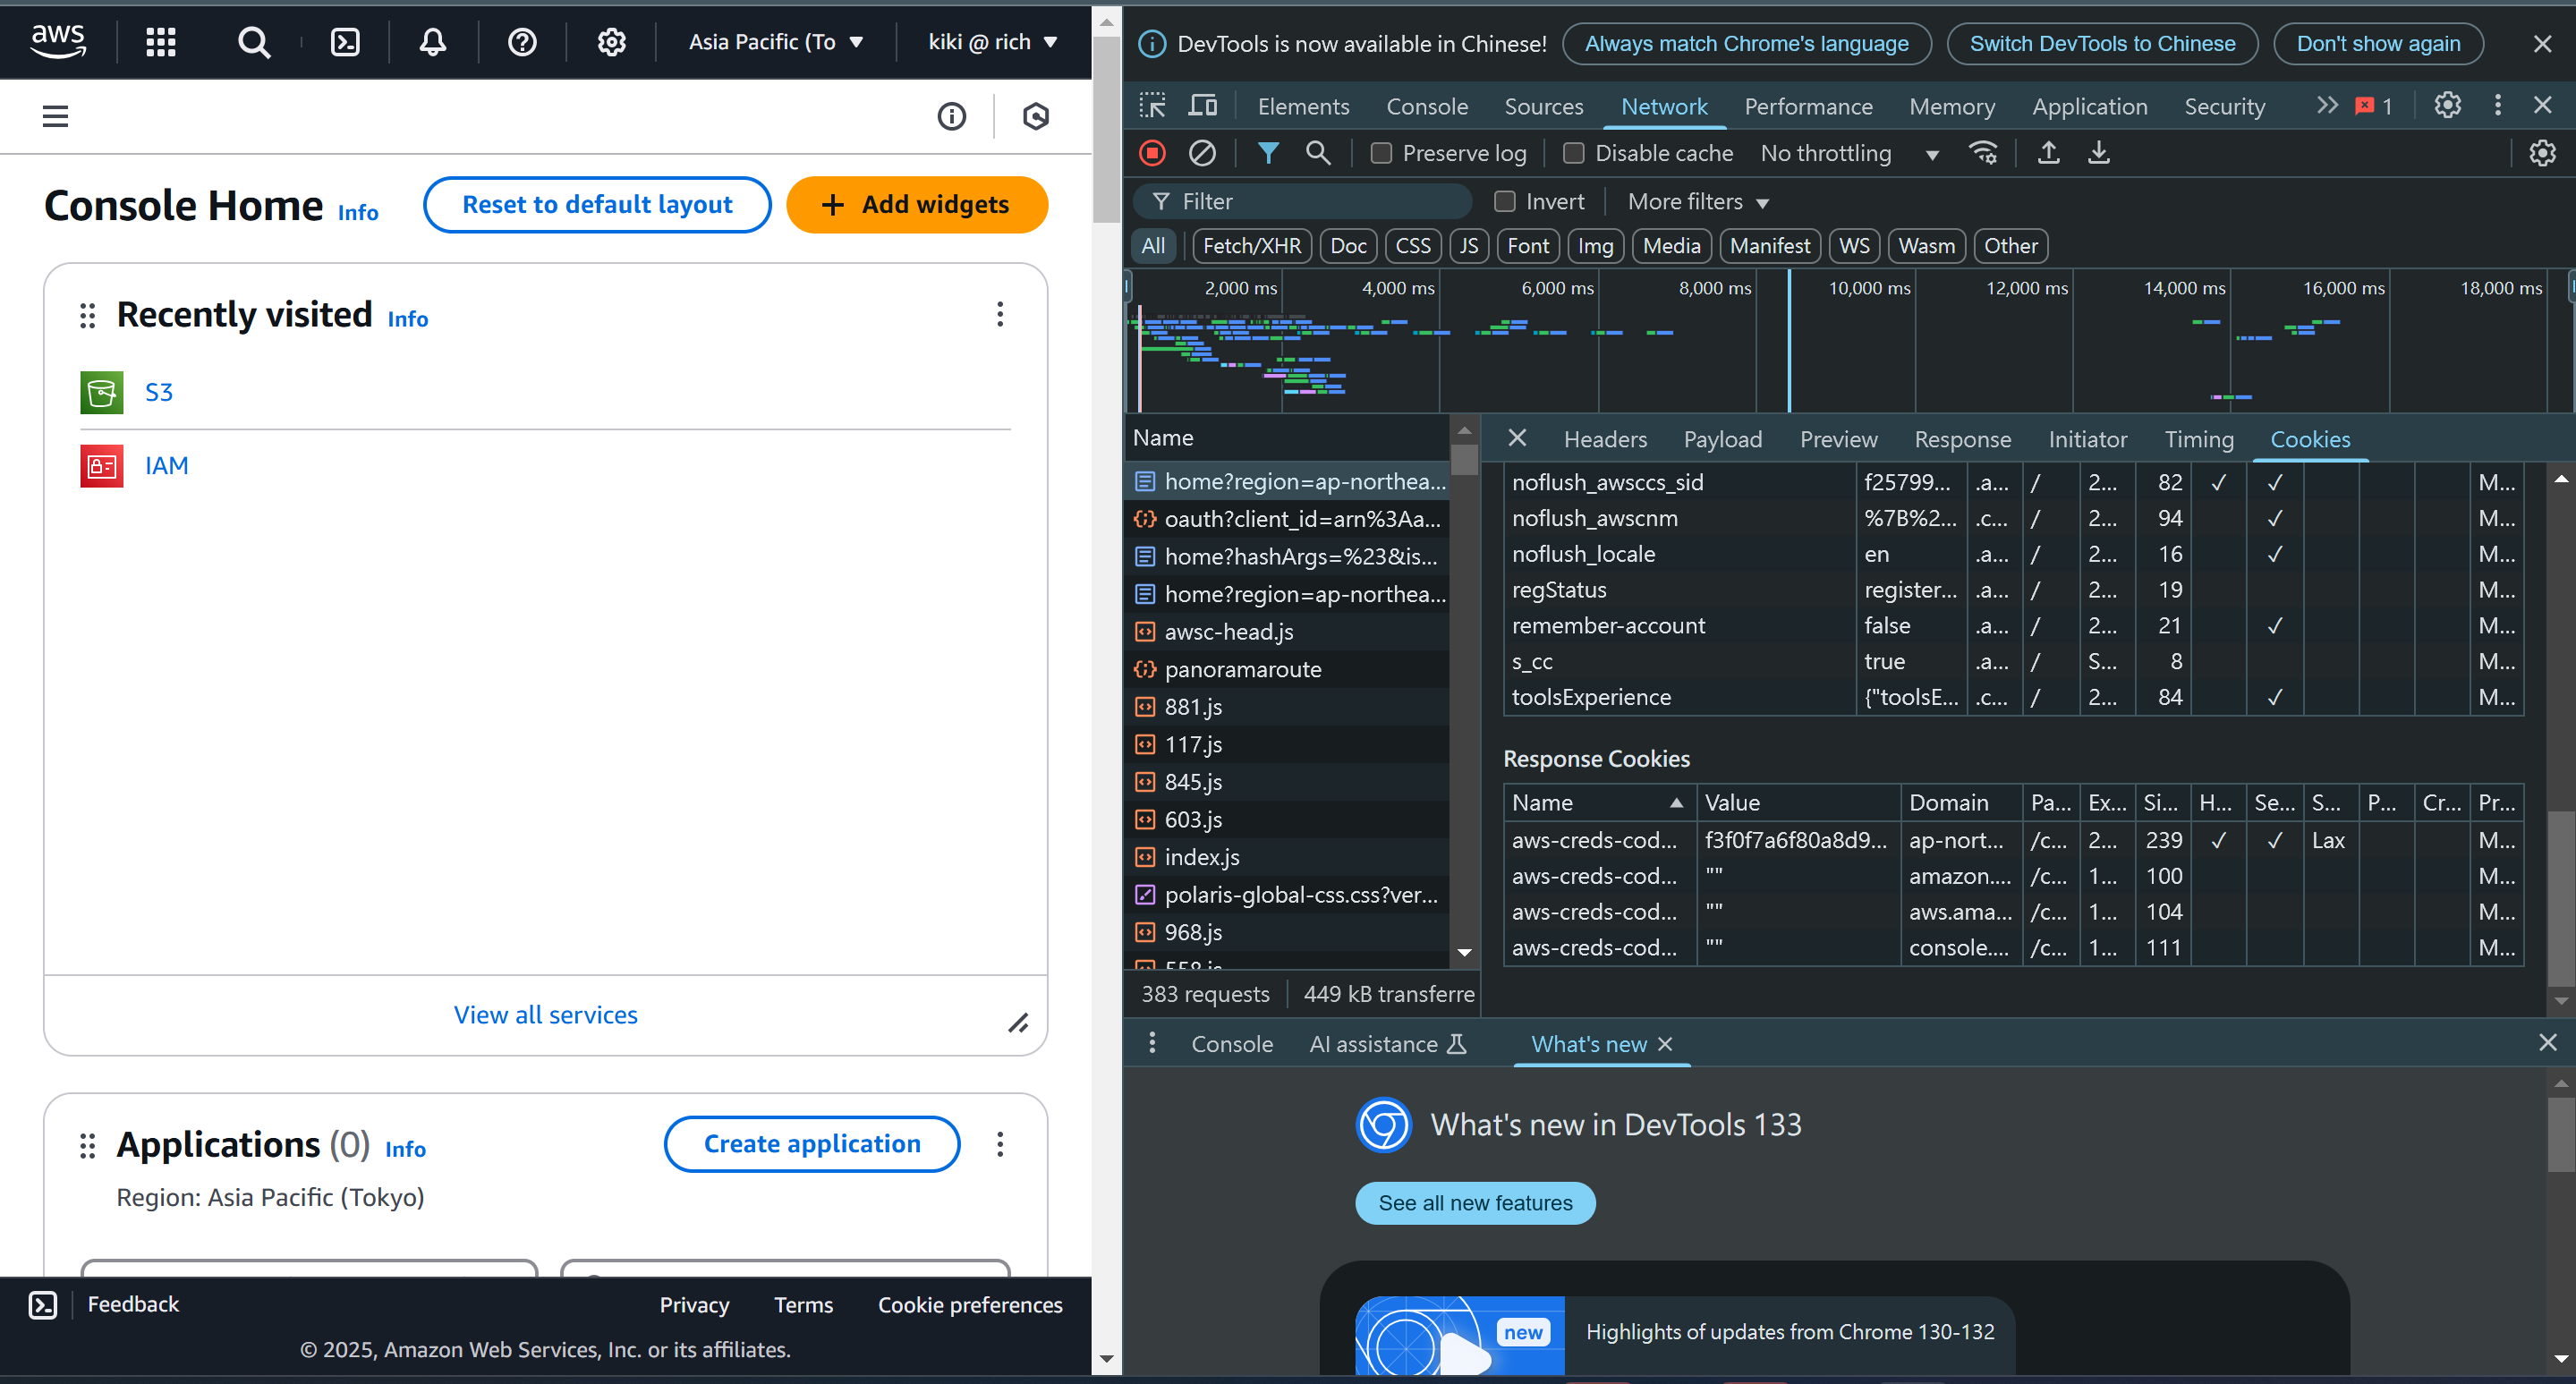 aws
Asia Pacific (To
kiki @ rich
Console Home Info
Reset to default layout
+ Add widgets
Recently visited Info
S3
IAM
View all services
Applications (0) Info
Create application
Region: Asia Pacific (Tokyo)
Feedback
Privacy
Terms
Cookie preferences
© 2025, Amazon Web Services, Inc. or its affiliates.
DevTools is now available in Chinese!
Always match Chrome's language
Switch DevTools to Chinese
Don't show again
Elements
Console
Sources
Network
Performance
Memory
Application
Security
1
Preserve log
Disable cache
No throttling
Filter
Invert
More filters
All
Fetch/XHR
Doc
CSS
JS
Font
Img
Media
Manifest
WS
Wasm
Other
2,000 ms
4,000 ms
6,000 ms
8,000 ms
10,000 ms
12,000 ms
14,000 ms
16,000 ms
18,000 ms
Name
home?region=ap-northea...
oauth?client_id=arn%3Aa...
home?hashArgs=%23&is...
home?region=ap-northea...
awsc-head.js
panoramaroute
881.js
117.js
845.js
603.js
index.js
polaris-global-css.css?ver...
968.js
558.js
383 requests
449 kB transferre
Headers
Payload
Preview
Response
Initiator
Timing
Cookies
noflush_awsccs_sid f25799... .a... / 2... 82 ✓ ✓ M...
noflush_awscnm %7B%2... .c... / 2... 94 ✓ M...
noflush_locale en .a... / 2... 16 ✓ M...
regStatus register... .a... / 2... 19 M...
remember-account false .a... / 2... 21 ✓ M...
s_cc true .a... / S... 8 M...
toolsExperience {"toolsE... .c... / 2... 84 ✓ M...
Response Cookies
Name Value Domain Pa... Ex... Si... H... Se... S... P... Cr... Pr...
aws-creds-cod... f3f0f7a6f80a8d9... ap-nort... /c... 2... 239 ✓ ✓ Lax M...
aws-creds-cod... "" amazon.... /c... 1... 100 M...
aws-creds-cod... "" aws.ama... /c... 1... 104 M...
aws-creds-cod... "" console.... /c... 1... 111 M...
Console
AI assistance
What's new
What's new in DevTools 133
See all new features
new
Highlights of updates from Chrome 130-132